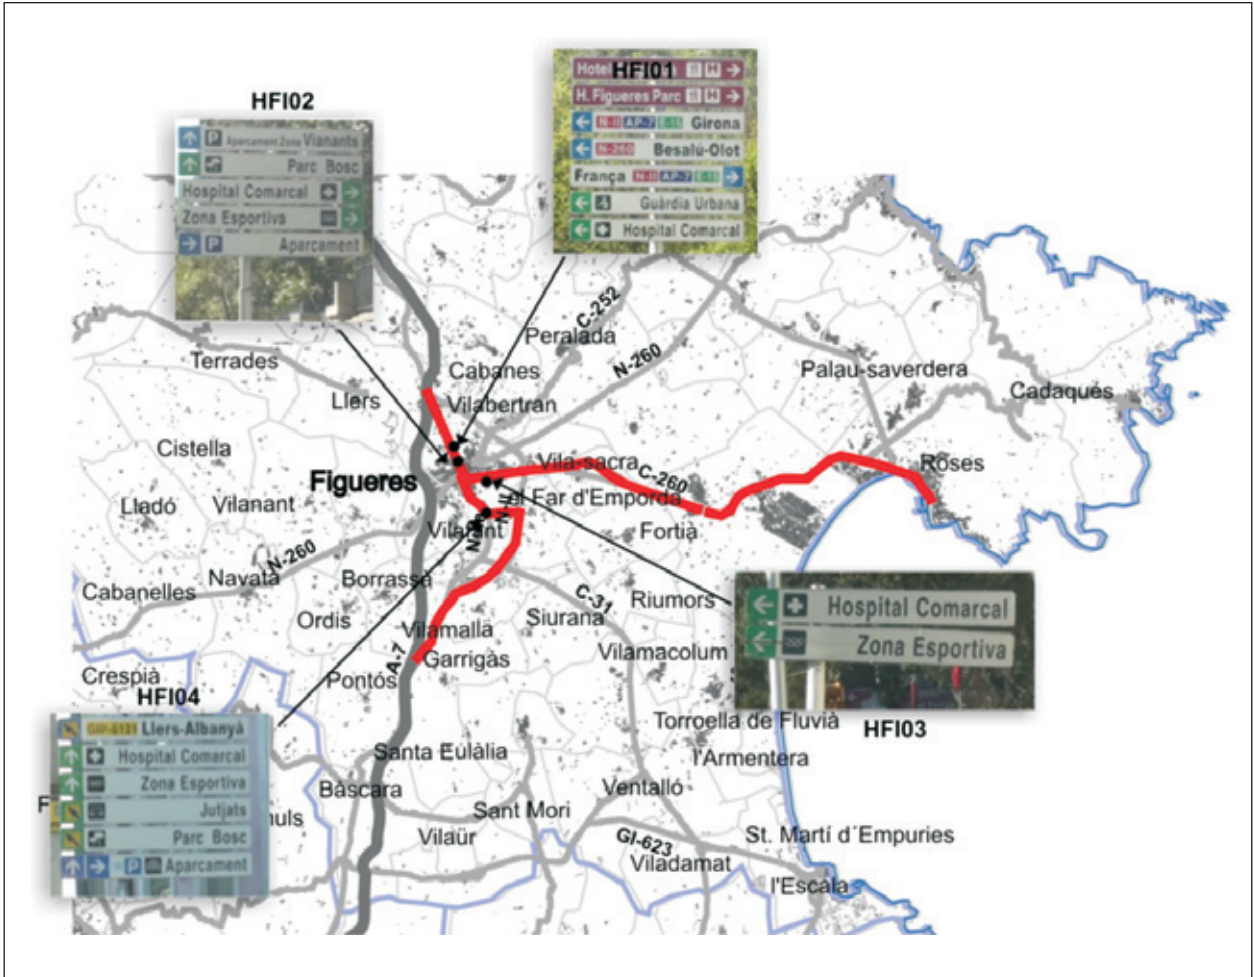 HFI01
Hotel
H. Figueres Parc H
N-II AP-7 E-15 Girona
N-260 Besalú-Olot
França N-II AP-7 E-15
Guàrdia Urbana
Hospital Comarcal
HFI02
P Aparcament Zona Vianants
Parc Bosc
Hospital Comarcal
Zona Esportiva
P Aparcament
C-252
Peralada
N-260
Terrades
Cabanes
Palau-saverdera
Cadaqués
Llers
Vilabertran
Cistella
Vila-sacra
Roses
Figueres
C-260
El Far d'Emporda
Lladó
Vilanant
N-II
Vilafant
Fortià
N-260
Navata
Borrassa
Cabanelles
C-31
Riumors
Ordis
Siurana
Vilamalla
Vilamacolum
A-7
Garrigàs
Crespià
Pontós
Hospital Comarcal
Zona Esportiva
HFI03
HFI04
GIP-5131 Llers-Albanyà
Hospital Comarcal
Zona Esportiva
Jutjats
Parc Bosc
P Aparcament
F
nuls
Torroella de Fluvià
l'Armentera
Santa Eulàlia
Bàscara
Ventalló
Sant Mori
Vilaür
GI-623
St. Martí d´Empuries
Viladamat
l'Escala